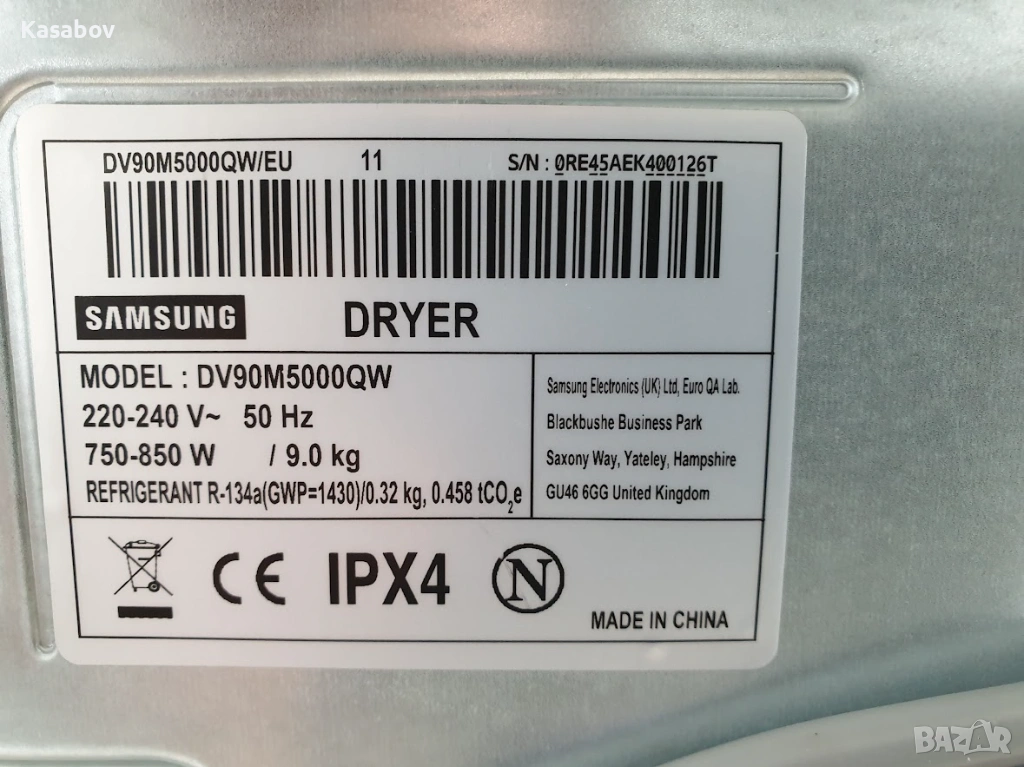 Kasabov
DV90M5000QW/EU 11 S/N : 0RE45AEK400126T
SAMSUNG DRYER
MODEL : DV90M5000QW
220-240 V~ 50 Hz
750-850 W / 9.0 kg
REFRIGERANT R-134a(GWP=1430)/0.32 kg, 0.458 tCO₂e
Samsung Electronics (UK) Ltd, Euro QA Lab.
Blackbushe Business Park
Saxony Way, Yateley, Hampshire
GU46 6GG United Kingdom
CE IPX4 N
MADE IN CHINA
BAZAR